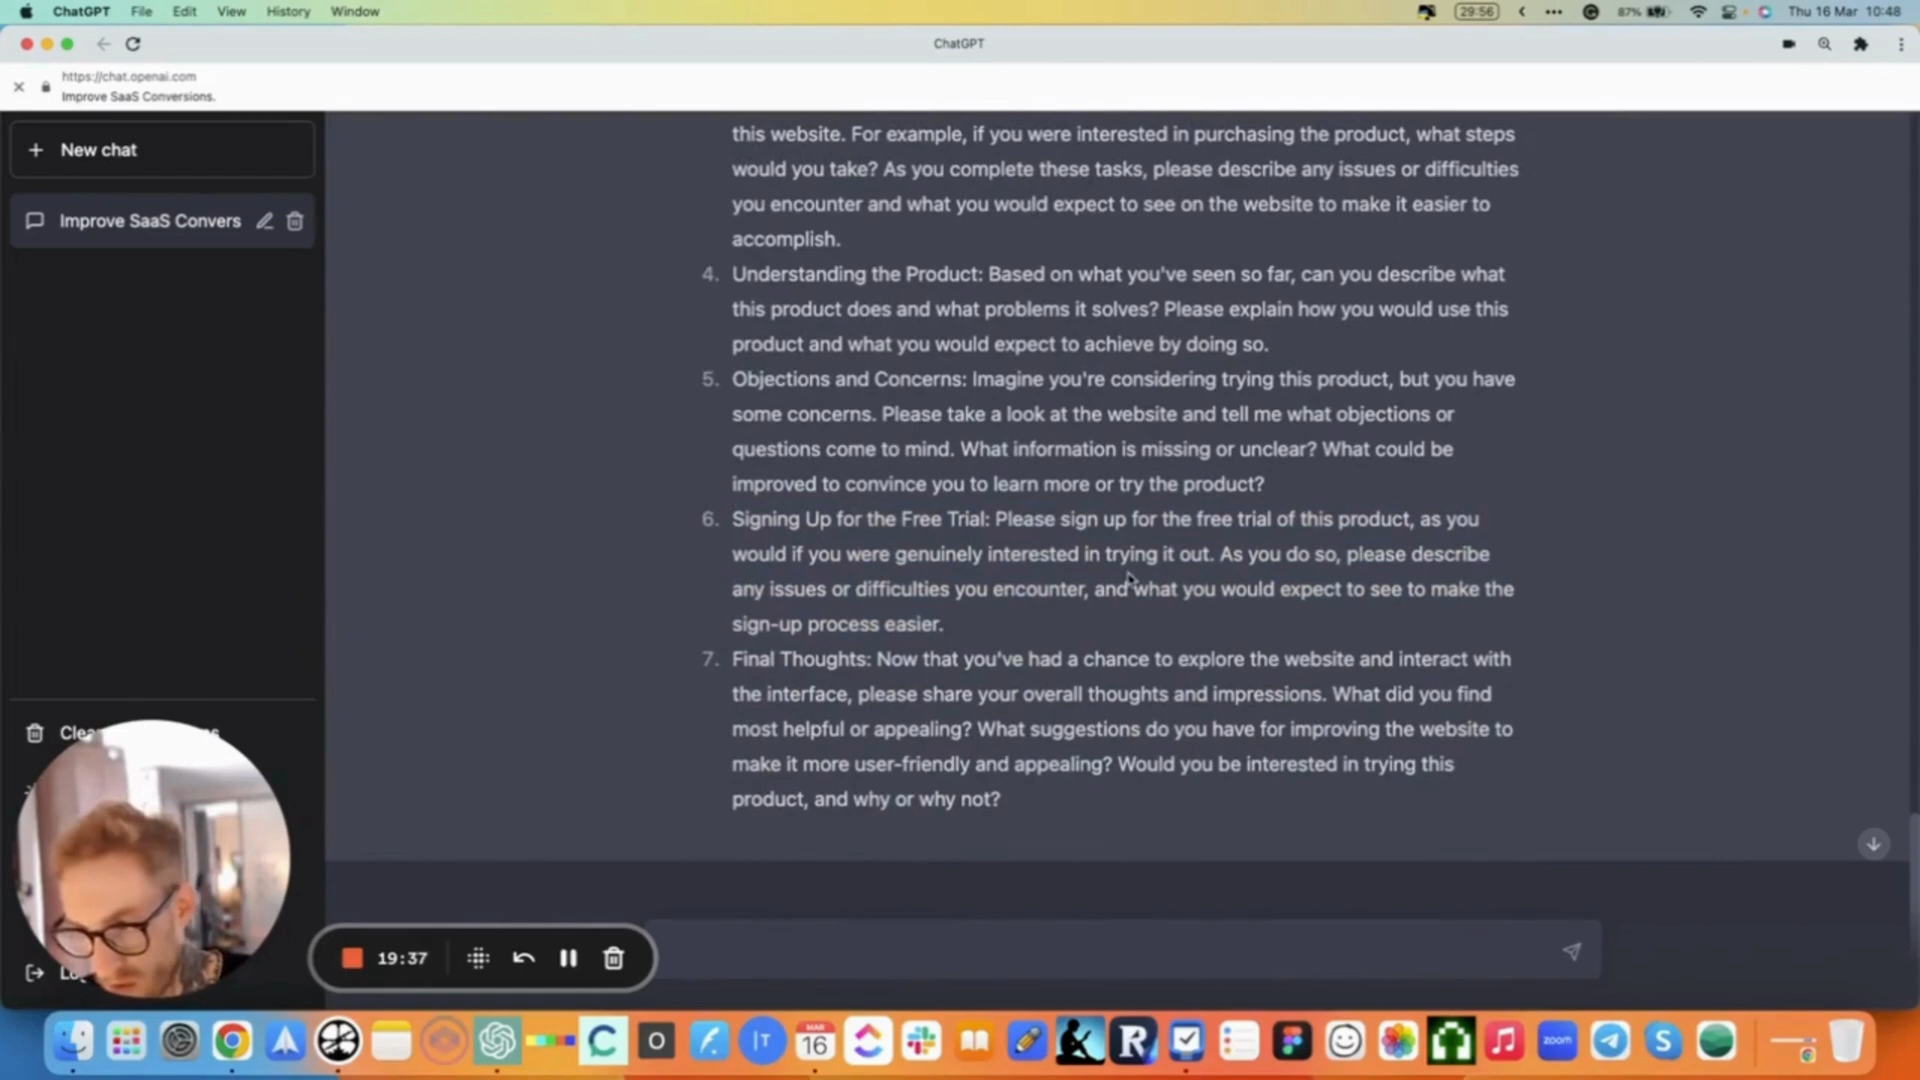 ChatGPT File Edit View History Window 29:56 87% Thu 16 Mar 10:48
ChatGPT
https://chat.openai.com
Improve SaaS Conversions.
New chat
Improve SaaS Convers
this website. For example, if you were interested in purchasing the product, what steps
would you take? As you complete these tasks, please describe any issues or difficulties
you encounter and what you would expect to see on the website to make it easier to
accomplish.
4. Understanding the Product: Based on what you've seen so far, can you describe what
this product does and what problems it solves? Please explain how you would use this
product and what you would expect to achieve by doing so.
5. Objections and Concerns: Imagine you're considering trying this product, but you have
some concerns. Please take a look at the website and tell me what objections or
questions come to mind. What information is missing or unclear? What could be
improved to convince you to learn more or try the product?
6. Signing Up for the Free Trial: Please sign up for the free trial of this product, as you
would if you were genuinely interested in trying it out. As you do so, please describe
any issues or difficulties you encounter, and what you would expect to see to make the
sign-up process easier.
7. Final Thoughts: Now that you've had a chance to explore the website and interact with
the interface, please share your overall thoughts and impressions. What did you find
most helpful or appealing? What suggestions do you have for improving the website to
make it more user-friendly and appealing? Would you be interested in trying this
product, and why or why not?
19:37
MAR
16
zoom